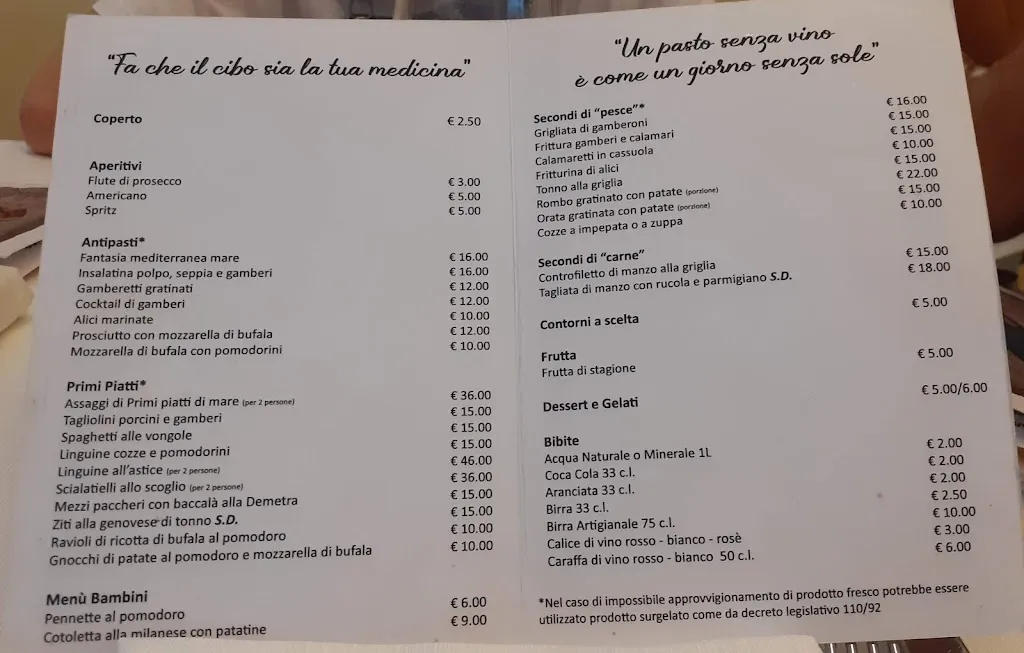 "Fa che il cibo sia la tua medicina"
Coperto € 2.50
Aperitivi
Flute di prosecco € 3.00
Americano € 5.00
Spritz € 5.00
Antipasti*
Fantasia mediterranea mare € 16.00
Insalatina polpo, seppia e gamberi € 16.00
Gamberetti gratinati € 12.00
Cocktail di gamberi € 12.00
Alici marinate € 10.00
Prosciutto con mozzarella di bufala € 12.00
Mozzarella di bufala con pomodorini € 10.00
Primi Piatti*
Assaggi di Primi piatti di mare (per 2 persone) € 36.00
Tagliolini porcini e gamberi € 15.00
Spaghetti alle vongole € 15.00
Linguine cozze e pomodorini € 15.00
Linguine all'astice (per 2 persone) € 46.00
Scialatielli allo scoglio (per 2 persone) € 36.00
Mezzi paccheri con baccalà alla Demetra € 15.00
Ziti alla genovese di tonno S.D. € 15.00
Ravioli di ricotta di bufala al pomodoro € 10.00
Gnocchi di patate al pomodoro e mozzarella di bufala € 10.00
Menù Bambini
Pennette al pomodoro € 6.00
Cotoletta alla milanese con patatine € 9.00
"Un pasto senza vino
è come un giorno senza sole"
Secondi di "pesce"*
Grigliata di gamberoni € 16.00
Frittura gamberi e calamari € 15.00
Calamaretti in cassuola € 15.00
Fritturina di alici € 10.00
Tonno alla griglia € 15.00
Rombo gratinato con patate (porzione) € 22.00
Orata gratinata con patate (porzione) € 15.00
Cozze a impepata o a zuppa € 10.00
Secondi di "carne"
Controfiletto di manzo alla griglia € 15.00
Tagliata di manzo con rucola e parmigiano S.D. € 18.00
Contorni a scelta € 5.00
Frutta
Frutta di stagione € 5.00
Dessert e Gelati € 5.00/6.00
Bibite
Acqua Naturale o Minerale 1L € 2.00
Coca Cola 33 c.l. € 2.00
Aranciata 33 c.l. € 2.00
Birra 33 c.l. € 2.50
Birra Artigianale 75 c.l. € 10.00
Calice di vino rosso - bianco - rosè € 3.00
Caraffa di vino rosso - bianco 50 c.l. € 6.00
*Nel caso di impossibile approvvigionamento di prodotto fresco potrebbe essere
utilizzato prodotto surgelato come da decreto legislativo 110/92